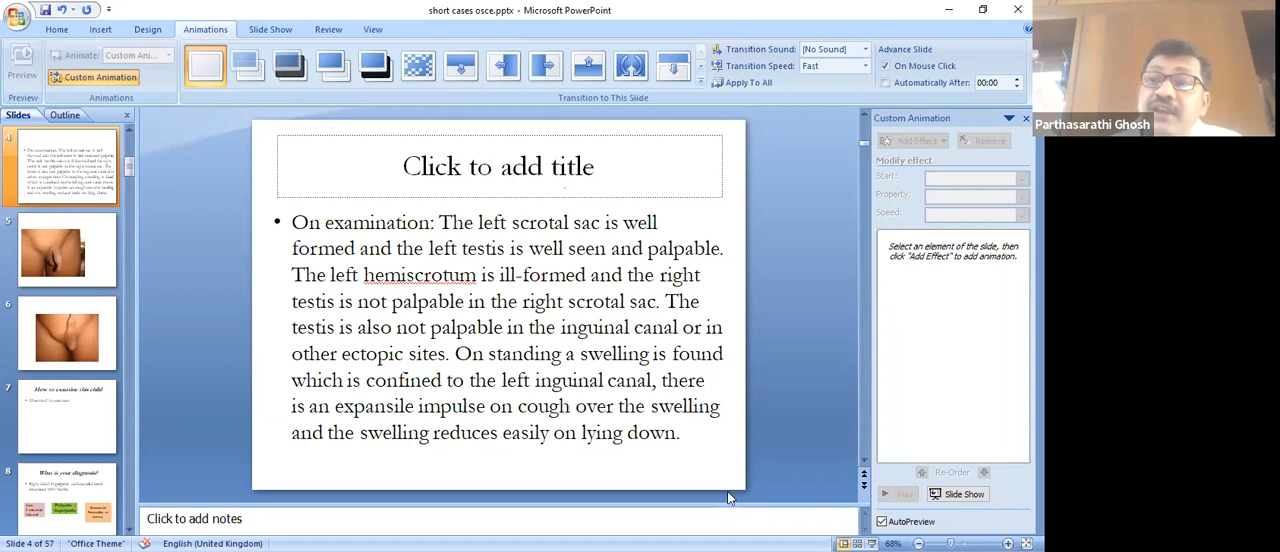 short cases osce.pptx - Microsoft PowerPoint
Home Insert Design Animations Slide Show Review View
Preview
Animate: Custom Ani...
Custom Animation
Transition Sound: [No Sound]
Transition Speed: Fast
Apply To All
Advance Slide
On Mouse Click
Automatically After: 00:00
Preview
Animations
Transition to This Slide
Parthasarathi Ghosh
Slides Outline
4
5
6
7
How to examine this child
8
What is your diagnosis?
Click to add title
• On examination: The left scrotal sac is well
formed and the left testis is well seen and palpable.
The left hemiscrotum is ill-formed and the right
testis is not palpable in the right scrotal sac. The
testis is also not palpable in the inguinal canal or in
other ectopic sites. On standing a swelling is found
which is confined to the left inguinal canal, there
is an expansile impulse on cough over the swelling
and the swelling reduces easily on lying down.
Click to add notes
Custom Animation
Add Effect Remove
Modify effect
Start:
Property:
Speed:
Select an element of the slide, then
click "Add Effect" to add animation.
Re-Order
Play Slide Show
AutoPreview
Slide 4 of 57 "Office Theme" English (United Kingdom) 68%